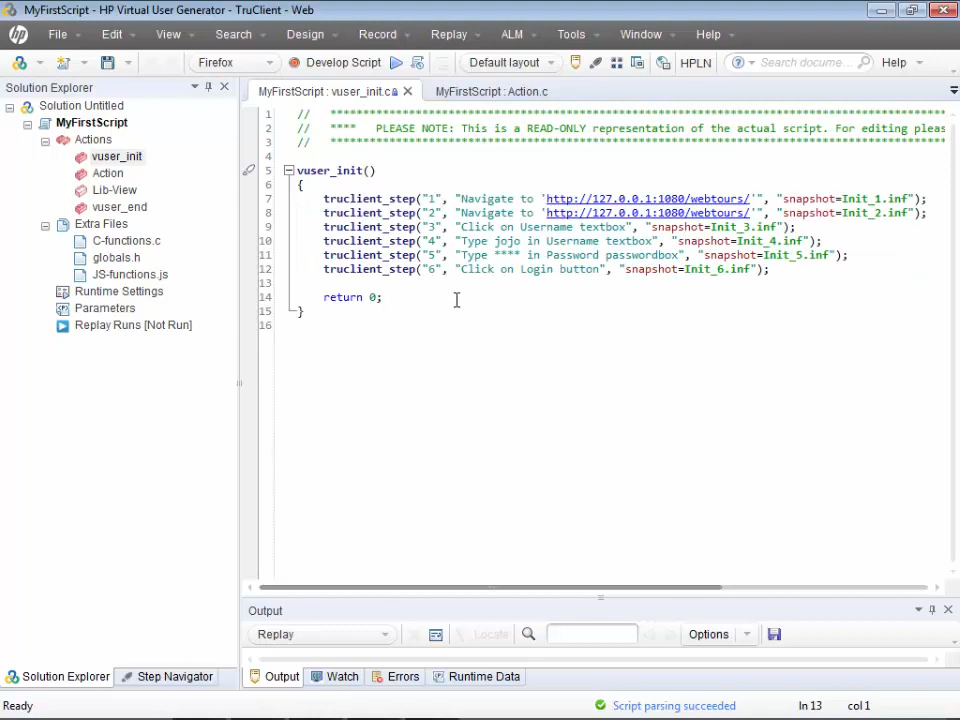 MyFirstScript - HP Virtual User Generator - TruClient - Web
hp File Edit View Search Design Record Replay ALM Tools Window Help
Firefox Develop Script Default layout HPLN Search docume... Help
Solution Explorer
Solution Untitled
MyFirstScript
Actions
vuser_init
Action
Lib-View
vuser_end
Extra Files
C-functions.c
globals.h
JS-functions.js
Runtime Settings
Parameters
Replay Runs [Not Run]
MyFirstScript : vuser_init.c MyFirstScript : Action.c
1 // ****************************************************************************************************
2 // **** PLEASE NOTE: This is a READ-ONLY representation of the actual script. For editing pleas
3 // ****************************************************************************************************
4
5 vuser_init()
6 {
7 truclient_step("1", "Navigate to 'http://127.0.0.1:1080/webtours/'", "snapshot=Init_1.inf");
8 truclient_step("2", "Navigate to 'http://127.0.0.1:1080/webtours/'", "snapshot=Init_2.inf");
9 truclient_step("3", "Click on Username textbox", "snapshot=Init_3.inf");
10 truclient_step("4", "Type jojo in Username textbox", "snapshot=Init_4.inf");
11 truclient_step("5", "Type **** in Password passwordbox", "snapshot=Init_5.inf");
12 truclient_step("6", "Click on Login button", "snapshot=Init_6.inf");
13
14 return 0;
15 }
16
Output
Replay Locate Options
Solution Explorer Step Navigator Output Watch Errors Runtime Data
Ready Script parsing succeeded ln 13 col 1